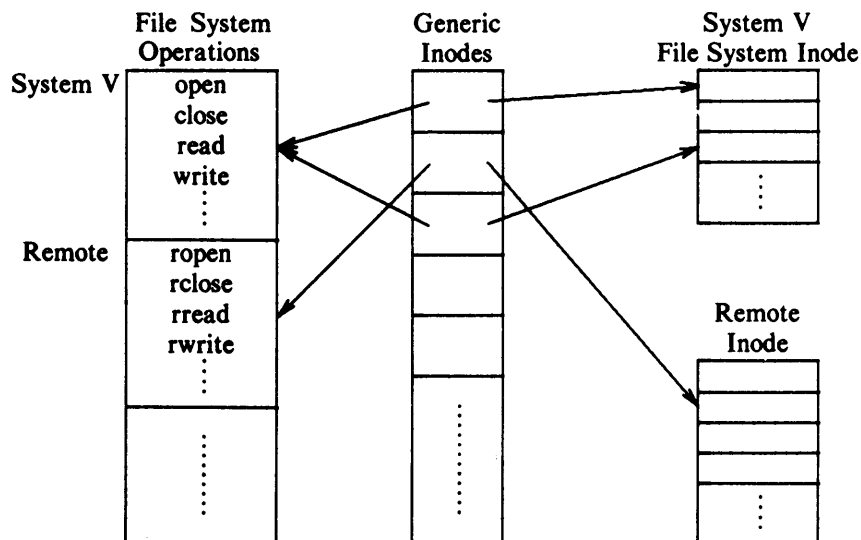 File System
Operations
Generic
Inodes
System V
File System Inode
System V
open
close
read
write
Remote
ropen
rclose
rread
rwrite
Remote
Inode